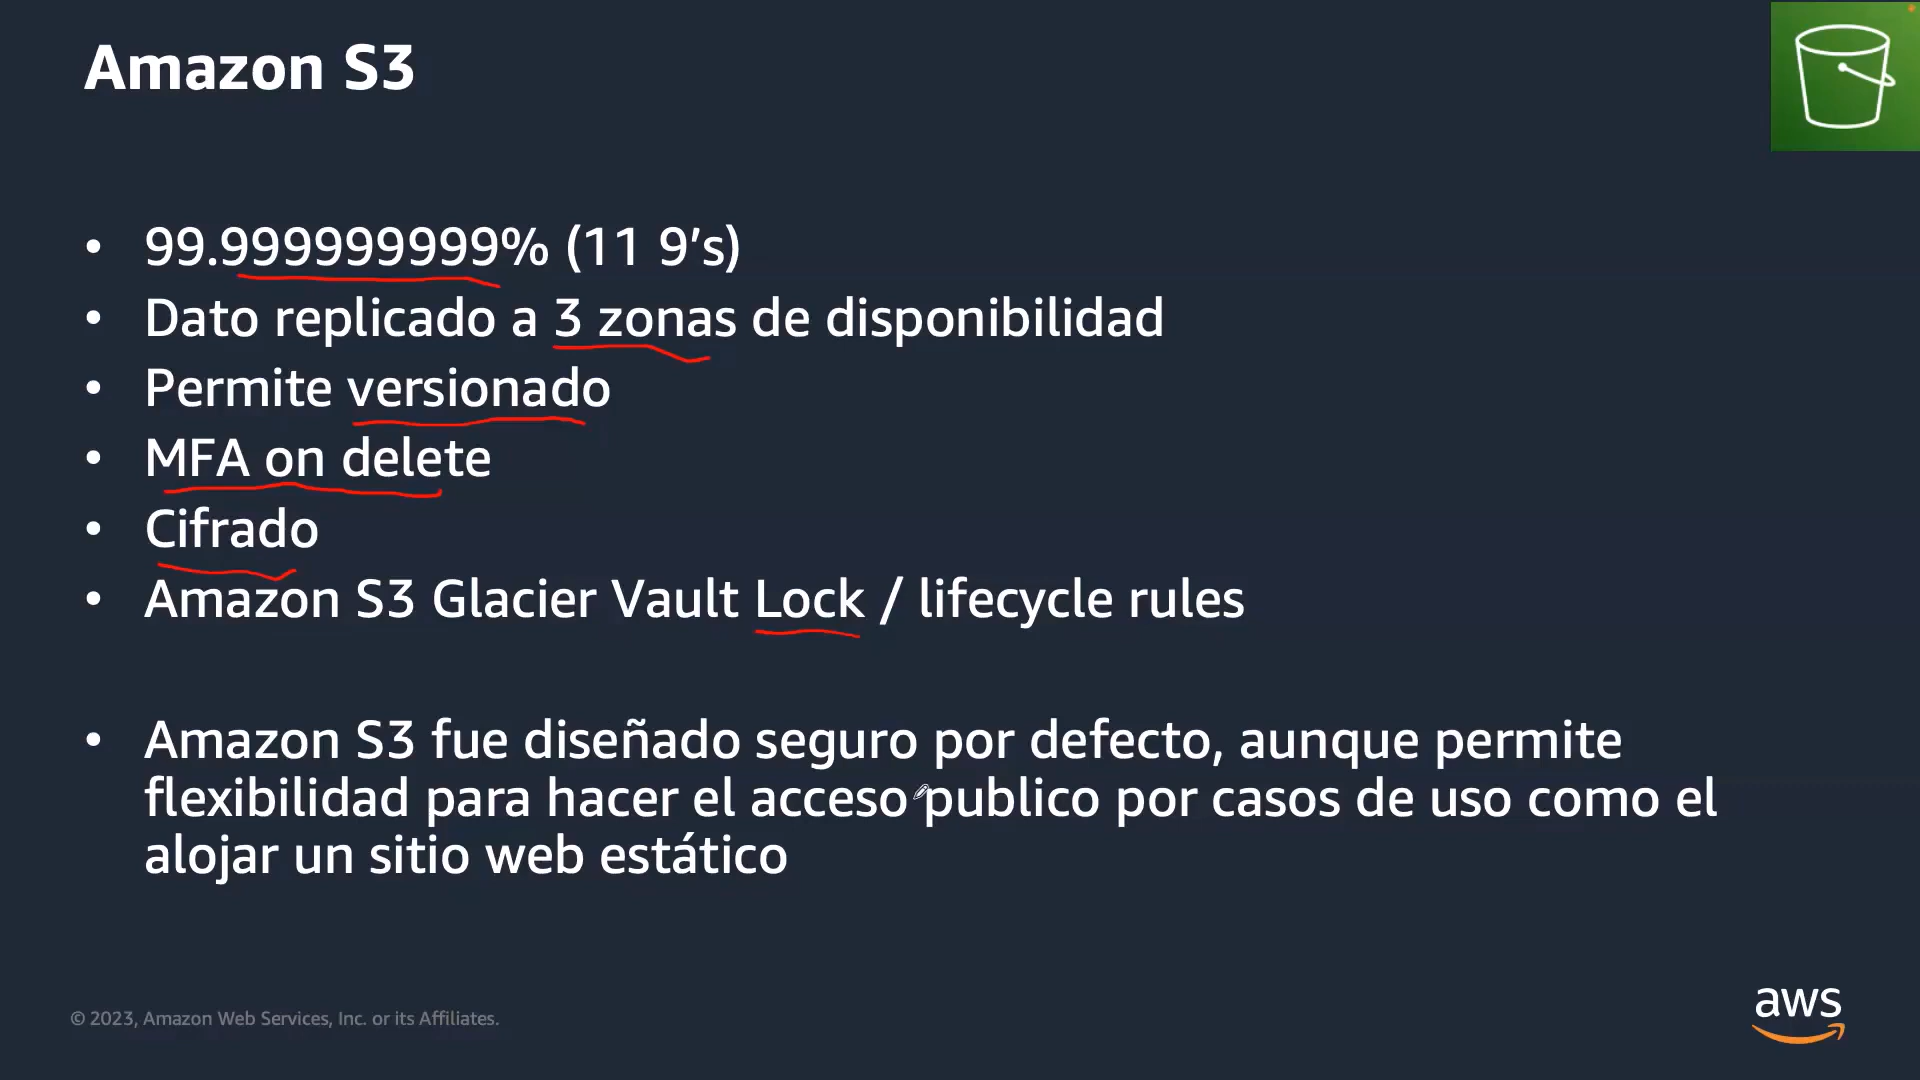 Amazon S3
• 99.999999999% (11 9’s)
• Dato replicado a 3 zonas de disponibilidad
• Permite versionado
• MFA on delete
• Cifrado
• Amazon S3 Glacier Vault Lock / lifecycle rules
• Amazon S3 fue diseñado seguro por defecto, aunque permite
flexibilidad para hacer el acceso publico por casos de uso como el
alojar un sitio web estático
© 2023, Amazon Web Services, Inc. or its Affiliates.
aws